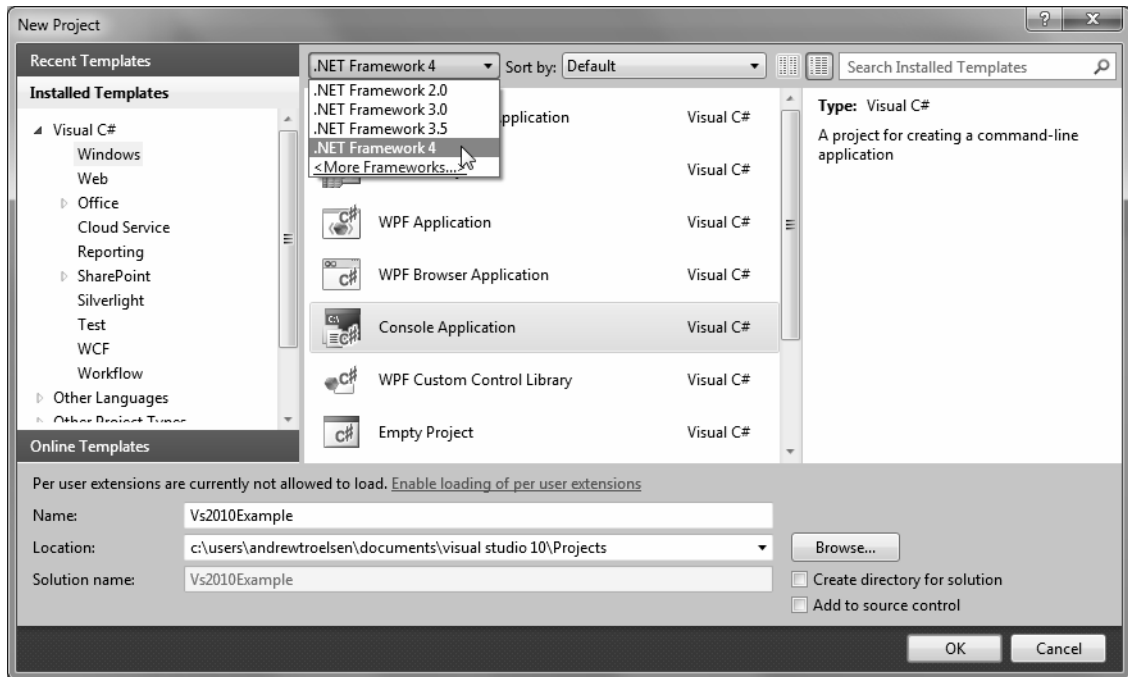 New Project
Recent Templates
Installed Templates
Visual C#
Windows
Web
Office
Cloud Service
Reporting
SharePoint
Silverlight
Test
WCF
Workflow
Other Languages
Other Project Types
Online Templates
.NET Framework 4
Sort by: Default
Search Installed Templates
.NET Framework 2.0
.NET Framework 3.0
.NET Framework 3.5
.NET Framework 4
<More Frameworks...>
pplication Visual C#
Visual C#
WPF Application Visual C#
WPF Browser Application Visual C#
Console Application Visual C#
WPF Custom Control Library Visual C#
Empty Project Visual C#
Type: Visual C#
A project for creating a command-line
application
Per user extensions are currently not allowed to load. Enable loading of per user extensions
Name: Vs2010Example
Location: c:\users\andrewtroelsen\documents\visual studio 10\Projects
Browse...
Solution name: Vs2010Example
Create directory for solution
Add to source control
OK
Cancel